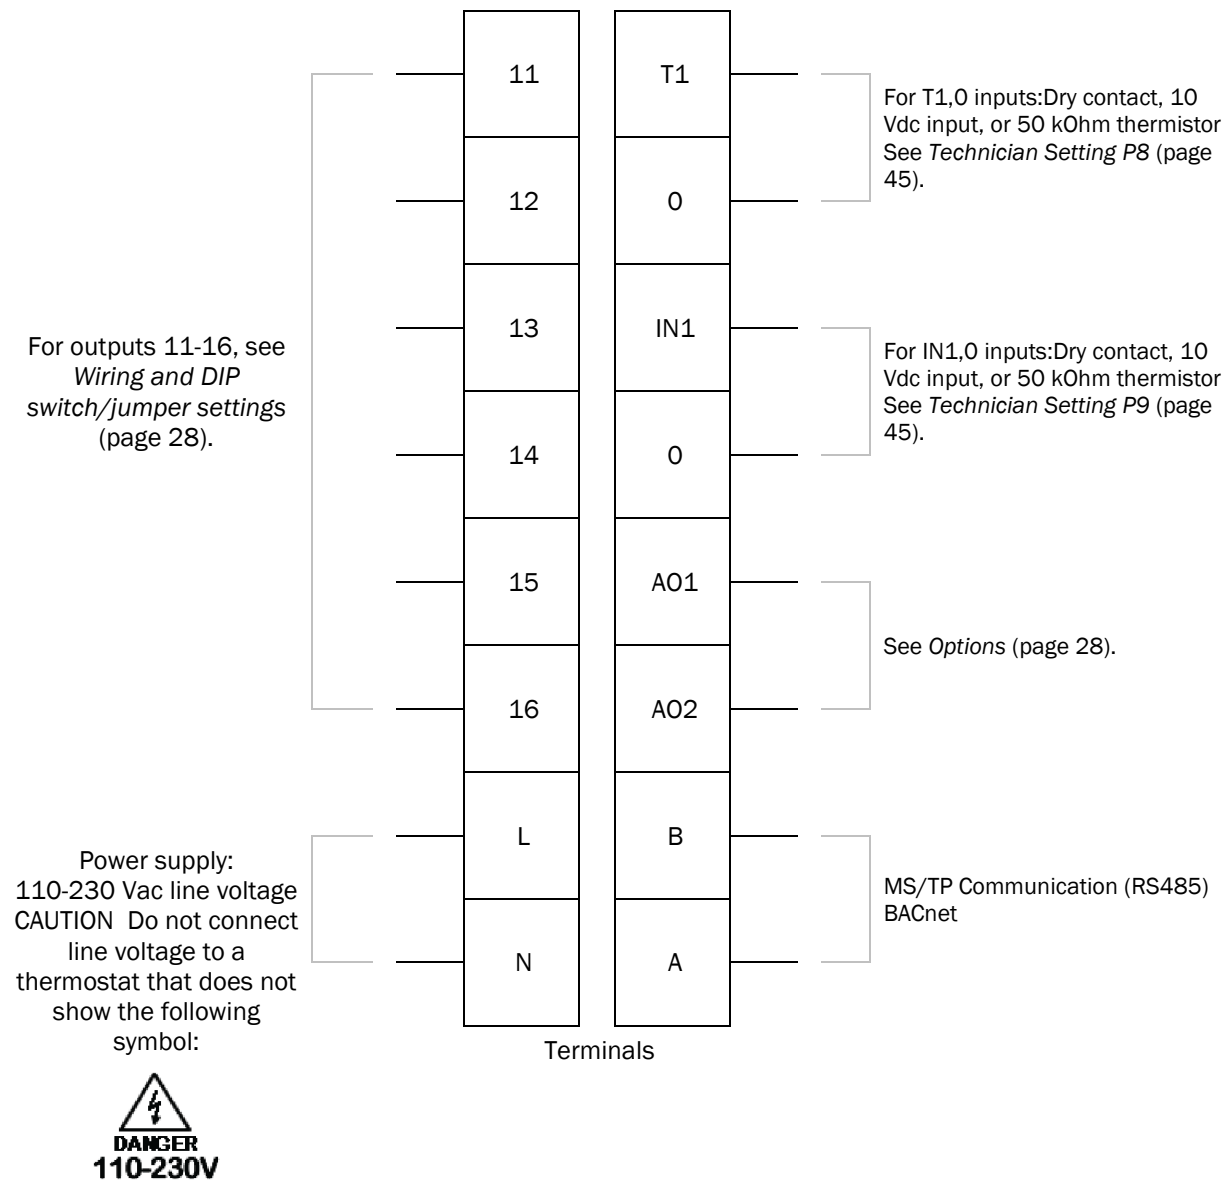 11
T1
12
0
13
IN1
14
0
15
AO1
16
AO2
L
B
N
A
Terminals
For outputs 11-16, see
Wiring and DIP
switch/jumper settings
(page 28).
Power supply:
110-230 Vac line voltage
CAUTION Do not connect
line voltage to a
thermostat that does not
show the following
symbol:
DANGER
110-230V
For T1,0 inputs:Dry contact, 10
Vdc input, or 50 kOhm thermistor
See Technician Setting P8 (page
45).
For IN1,0 inputs:Dry contact, 10
Vdc input, or 50 kOhm thermistor
See Technician Setting P9 (page
45).
See Options (page 28).
MS/TP Communication (RS485)
BACnet